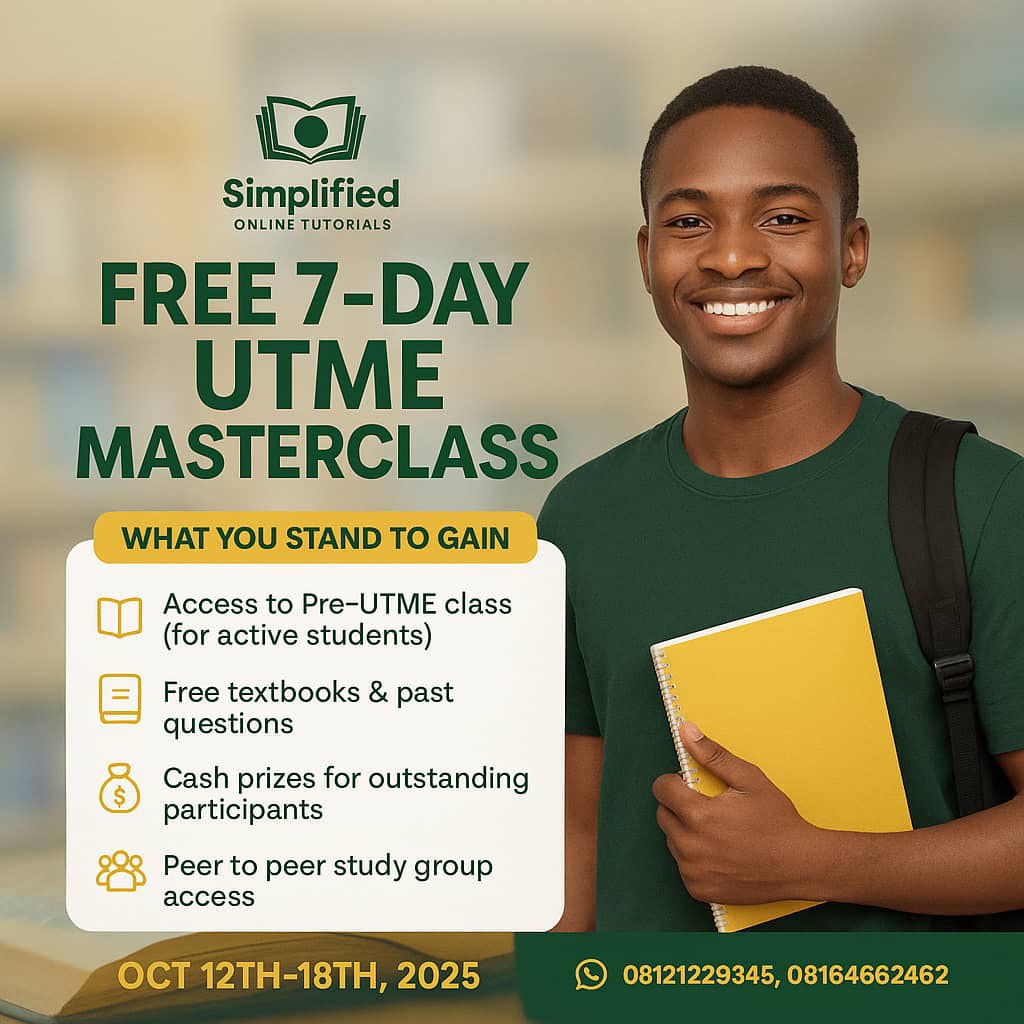 Simplified
ONLINE TUTORIALS
FREE 7-DAY
UTME
MASTERCLASS
WHAT YOU STAND TO GAIN
Access to Pre-UTME class
(for active students)
Free textbooks & past
questions
Cash prizes for outstanding
participants
Peer to peer study group
access
OCT 12TH-18TH, 2025
08121229345, 08164662462